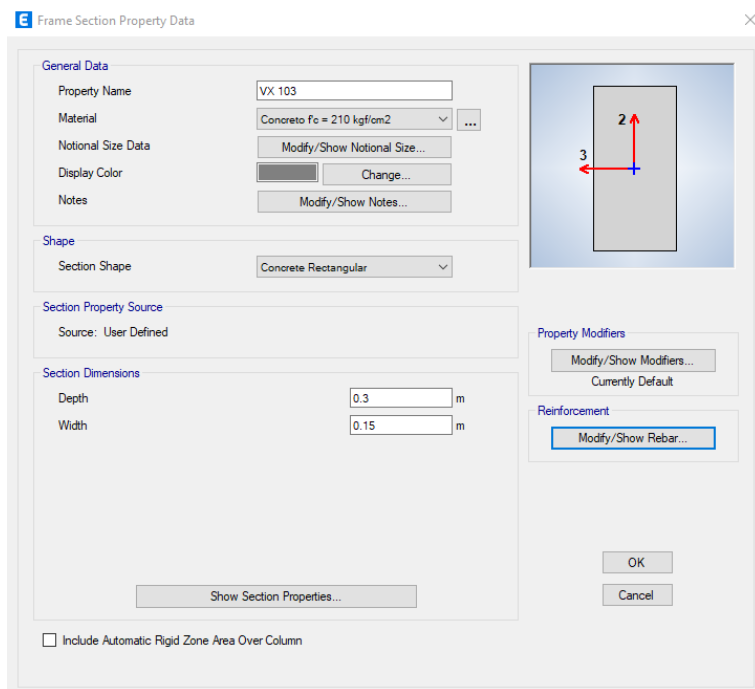 E Frame Section Property Data
General Data
Property Name VX 103
Material Concreto f'c = 210 kgf/cm2 ...
Notional Size Data Modify/Show Notional Size...
Display Color Change...
Notes Modify/Show Notes...
Shape
Section Shape Concrete Rectangular
Section Property Source
Source: User Defined
Section Dimensions
Depth 0.3 m
Width 0.15 m
Show Section Properties...
Include Automatic Rigid Zone Area Over Column
2
3
Property Modifiers
Modify/Show Modifiers...
Currently Default
Reinforcement
Modify/Show Rebar...
OK
Cancel